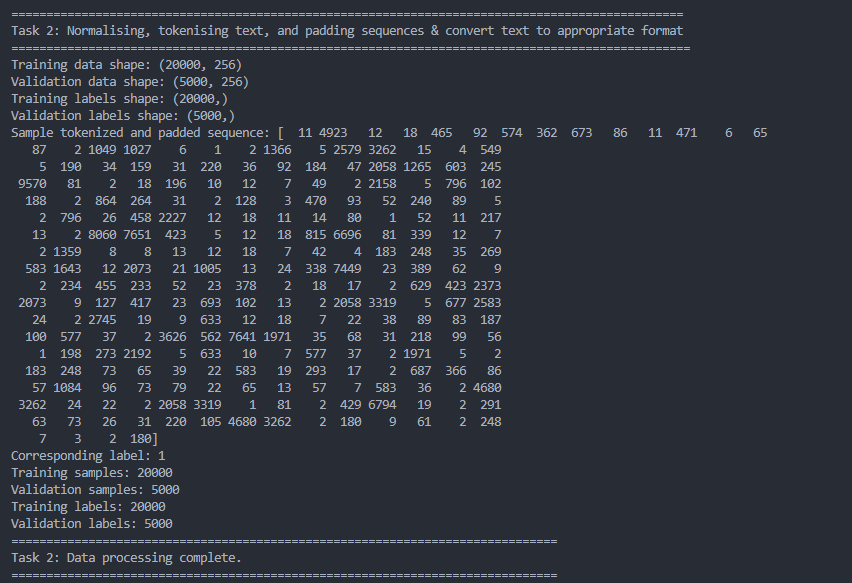 ================================================================================
Task 2: Normalising, tokenising text, and padding sequences & convert text to appropriate format
=================================================================================
Training data shape: (20000, 256)
Validation data shape: (5000, 256)
Training labels shape: (20000,)
Validation labels shape: (5000,)
Sample tokenized and padded sequence: [  11 4923   12   18  465   92  574  362  673   86   11  471    6   65
   87    2 1049 1027    6    1    2 1366    5 2579 3262   15    4  549
    5  190   34  159   31  220   36   92  184   47 2058 1265  603  245
 9570   81    2   18  196   10   12    7   49    2 2158    5  796  102
  188    2  864  264   31    2  128    3  470   93   52  240   89    5
    2  796   26  458 2227   12   18   11   14   80    1   52   11  217
   13    2 8060 7651  423    5   12   18  815 6696   81  339   12    7
    2 1359    8    8   13   12   18    7   42    4  183  248   35  269
  583 1643   12 2073   21 1005   13   24  338 7449   23  389   62    9
    2  234  455  233   52   23  378    2   18   17    2  629  423 2373
 2073    9  127  417   23  693  102   13    2 2058 3319    5  677 2583
   24    2 2745   19    9  633   12   18    7   22   38   89   83  187
  100  577   37    2 3626  562 7641 1971   35   68   31  218   99   56
    1  198  273 2192    5  633   10    7  577   37    2 1971    5    2
  183  248   73   65   39   22  583   19  293   17    2  687  366   86
   57 1084   96   73   79   22   65   13   57    7  583   36    2 4680
 3262   24   22    2 2058 3319    1   81    2  429 6794   19    2  291
   63   73   26   31  220  105 4680 3262    2  180    9   61    2  248
    7    3    2  180]
Corresponding label: 1
Training samples: 20000
Validation samples: 5000
Training labels: 20000
Validation labels: 5000
=================================================================
Task 2: Data processing complete.
=================================================================